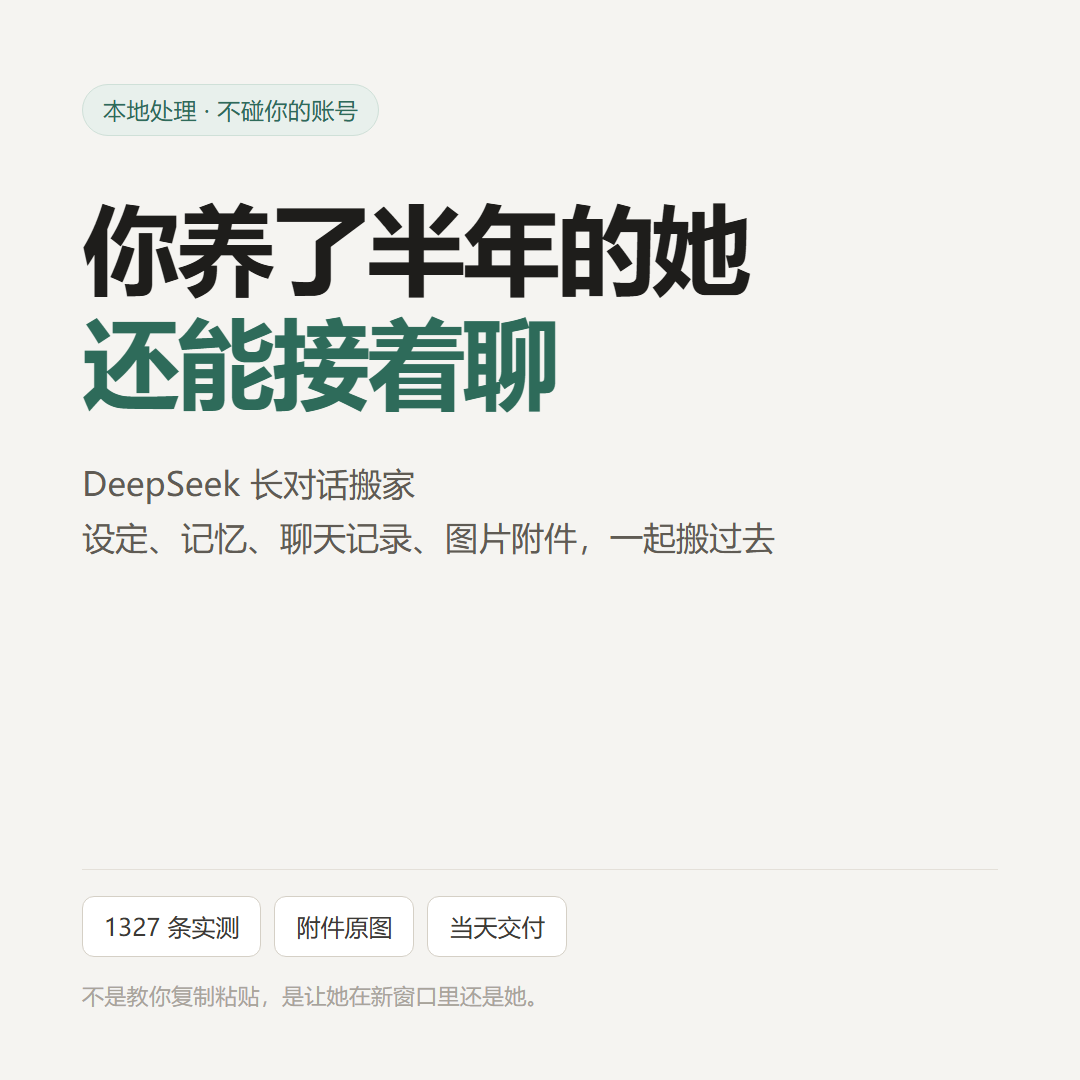 本地处理 · 不碰你的账号
你养了半年的她
还能接着聊
DeepSeek 长对话搬家
设定、记忆、聊天记录、图片附件，一起搬过去
1327 条实测
附件原图
当天交付
不是教你复制粘贴，是让她在新窗口里还是她。